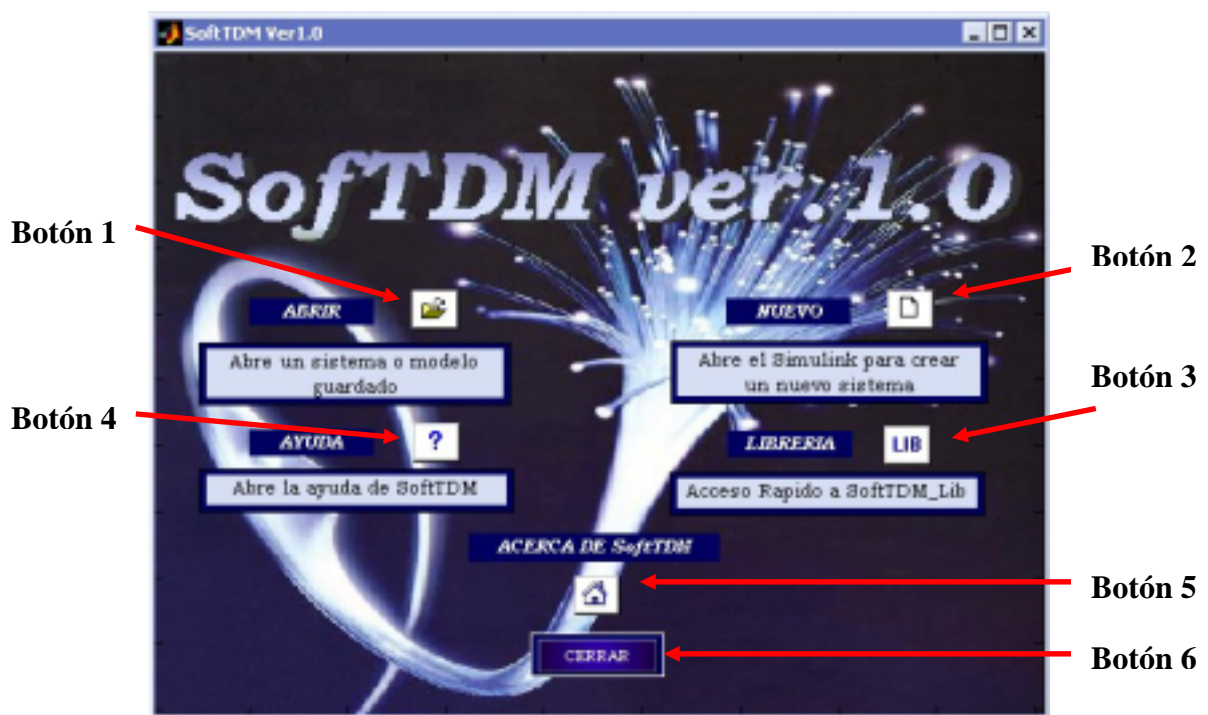 SoftTDM Ver1.0
SofTDM ver.1.0
Botón 1
Botón 2
ABRIR
NUEVO
Abre un sistema o modelo
guardado
Abre el Simulink para crear
un nuevo sistema
Botón 3
Botón 4
AYUDA
?
LIBRERIA
LIB
Abre la ayuda de SoftTDM
Acceso Rapido a SoftTDM_Lib
ACERCA DE SoftTDM
Botón 5
CERRAR
Botón 6